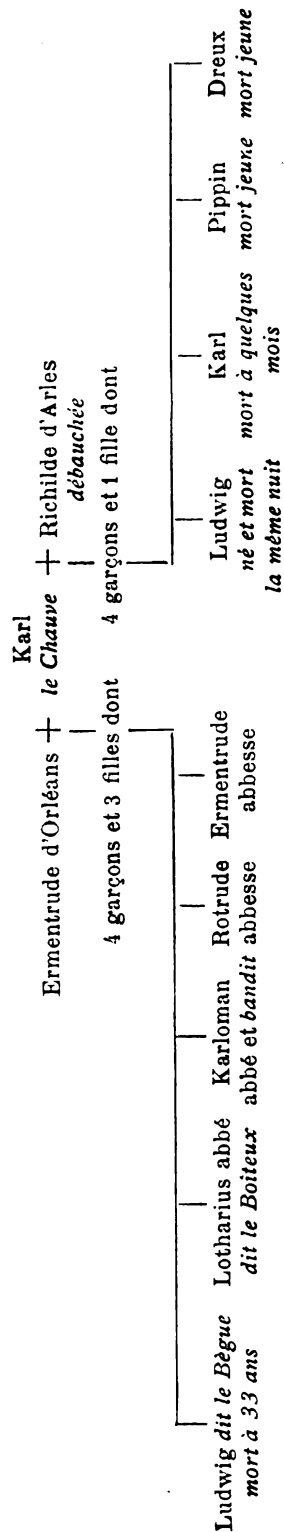 Karl
Ermentrude d'Orléans + le Chauve + Richilde d'Arles
débauchée
4 garçons et 3 filles dont
4 garçons et 1 fille dont
Ludwig dit le Bègue
mort à 33 ans
Lotharius abbé
dit le Boiteux
Karloman
abbé et bandit
Rotrude
abbesse
Ermentrude
abbesse
Ludwig
né et mort
la même nuit
Karl
mort à quelques
mois
Pippin
mort jeune
Dreux
mort jeune